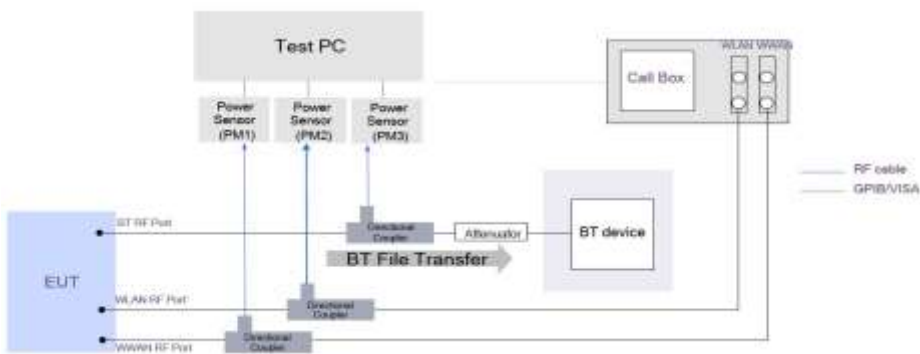 Test PC
WLAN WWAN
Call Box
Power
Sensor
(PM1)
Power
Sensor
(PM2)
Power
Sensor
(PM3)
RF cable
GPIB/VISA
BT RF Port
Directional
Coupler
Attenuator
BT device
BT File Transfer
EUT
WLAN RF Port
Directional
Coupler
WWAN RF Port
Directional
Coupler